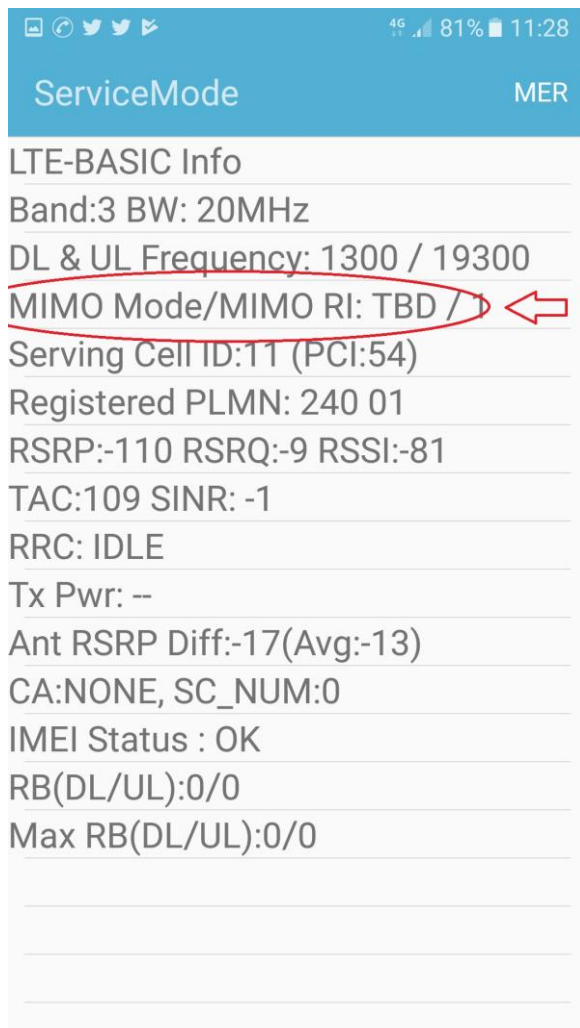 4G 81% 11:28
ServiceMode MER
LTE-BASIC Info
Band:3 BW: 20MHz
DL & UL Frequency: 1300 / 19300
MIMO Mode/MIMO RI: TBD / 1
Serving Cell ID:11 (PCI:54)
Registered PLMN: 240 01
RSRP:-110 RSRQ:-9 RSSI:-81
TAC:109 SINR: -1
RRC: IDLE
Tx Pwr: --
Ant RSRP Diff:-17(Avg:-13)
CA:NONE, SC_NUM:0
IMEI Status : OK
RB(DL/UL):0/0
Max RB(DL/UL):0/0